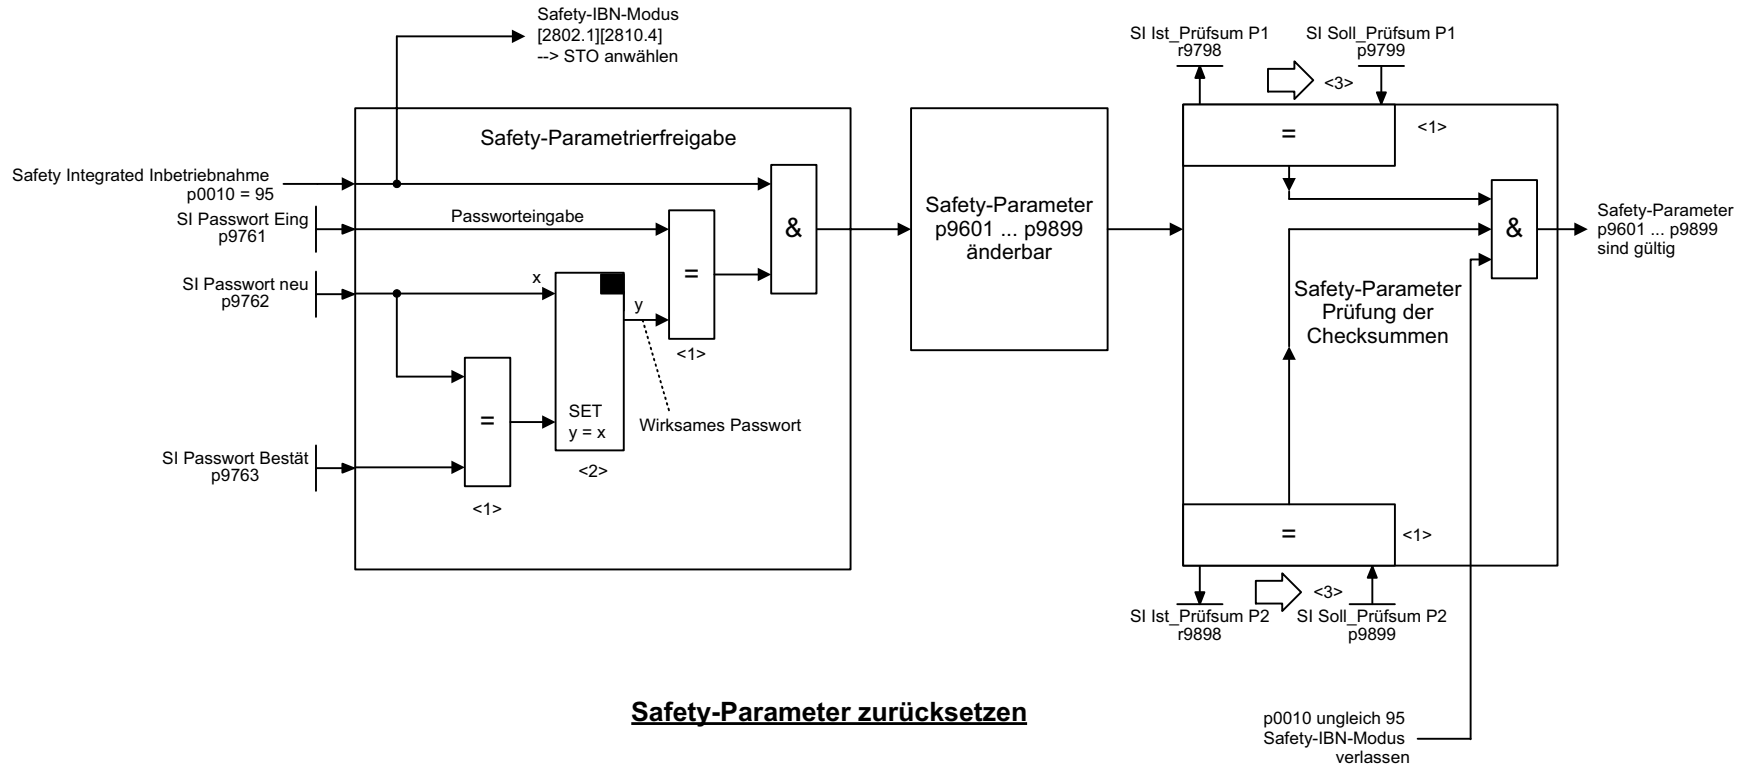 Safety-IBN-Modus
[2802.1][2810.4]
--> STO anwählen
Safety-Parametrierfreigabe
Safety Integrated Inbetriebnahme
p0010 = 95
SI Passwort Eing
p9761
Passworteingabe
SI Passwort neu
p9762
x
y
=
&
<1>
=
SET
y = x
Wirksames Passwort
SI Passwort Bestät
p9763
<2>
<1>
Safety-Parameter
p9601 ... p9899
änderbar
SI Ist_Prüfsum P1
r9798
SI Soll_Prüfsum P1
p9799
<3>
=
<1>
&
Safety-Parameter
p9601 ... p9899
sind gültig
Safety-Parameter
Prüfung der
Checksummen
=
<1>
<3>
SI Ist_Prüfsum P2
r9898
SI Soll_Prüfsum P2
p9899
Safety-Parameter zurücksetzen
p0010 ungleich 95
Safety-IBN-Modus
verlassen